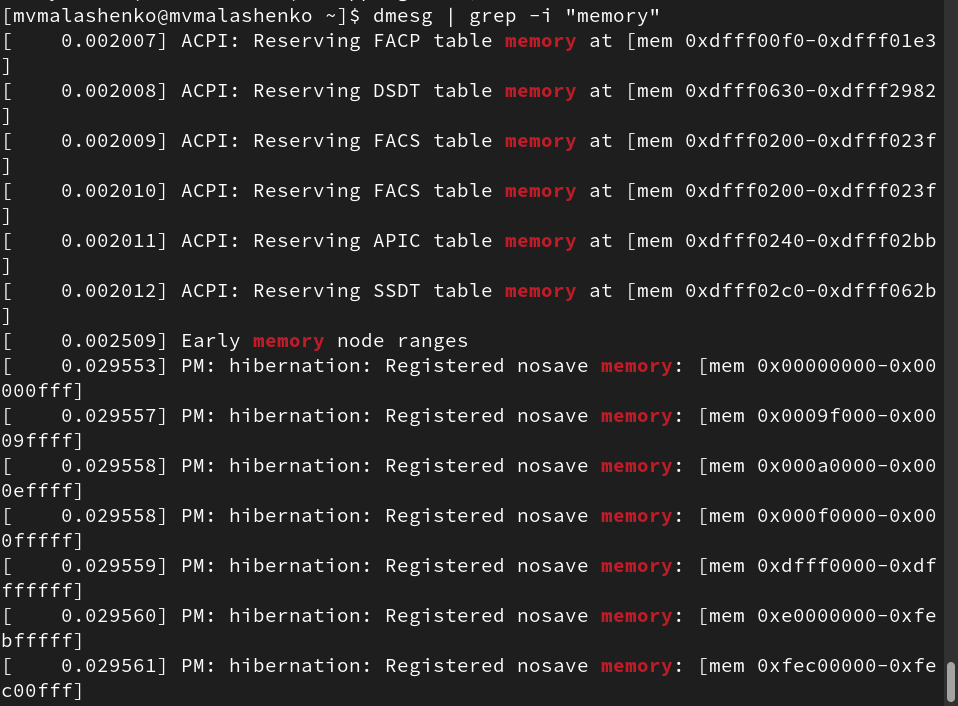 [mvmalashenko@mvmalashenko ~]$ dmesg | grep -i "memory"
[    0.002007] ACPI: Reserving FACP table memory at [mem 0xdfff00f0-0xdfff01e3
]
[    0.002008] ACPI: Reserving DSDT table memory at [mem 0xdfff0630-0xdfff2982
]
[    0.002009] ACPI: Reserving FACS table memory at [mem 0xdfff0200-0xdfff023f
]
[    0.002010] ACPI: Reserving FACS table memory at [mem 0xdfff0200-0xdfff023f
]
[    0.002011] ACPI: Reserving APIC table memory at [mem 0xdfff0240-0xdfff02bb
]
[    0.002012] ACPI: Reserving SSDT table memory at [mem 0xdfff02c0-0xdfff062b
]
[    0.002509] Early memory node ranges
[    0.029553] PM: hibernation: Registered nosave memory: [mem 0x00000000-0x00
000fff]
[    0.029557] PM: hibernation: Registered nosave memory: [mem 0x0009f000-0x00
09ffff]
[    0.029558] PM: hibernation: Registered nosave memory: [mem 0x000a0000-0x00
0effff]
[    0.029558] PM: hibernation: Registered nosave memory: [mem 0x000f0000-0x00
0fffff]
[    0.029559] PM: hibernation: Registered nosave memory: [mem 0xdfff0000-0xdf
ffffff]
[    0.029560] PM: hibernation: Registered nosave memory: [mem 0xe0000000-0xfe
bfffff]
[    0.029561] PM: hibernation: Registered nosave memory: [mem 0xfec00000-0xfe
c00fff]